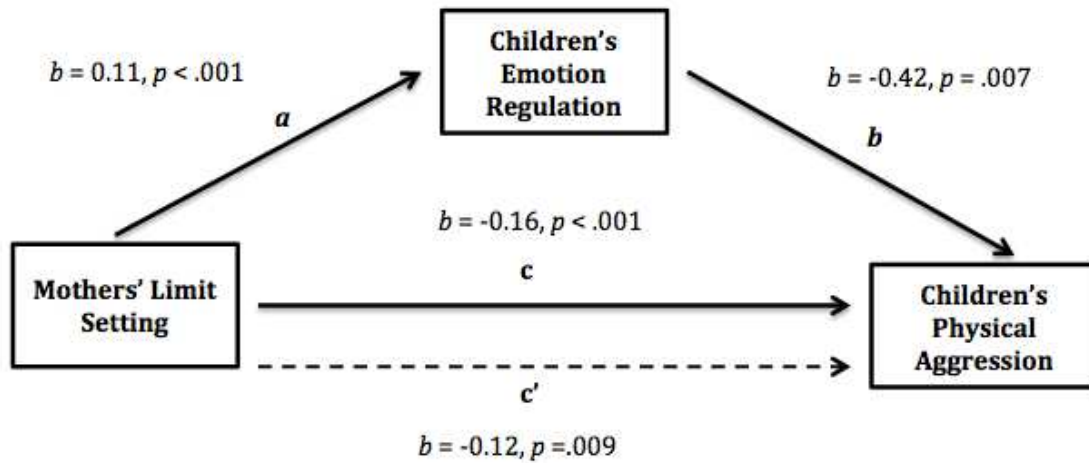 Children's
Emotion
Regulation
b = 0.11, p < .001
b = -0.42, p = .007
a
b
b = -0.16, p < .001
c
Mothers' Limit
Setting
Children's
Physical
Aggression
c'
b = -0.12, p =.009